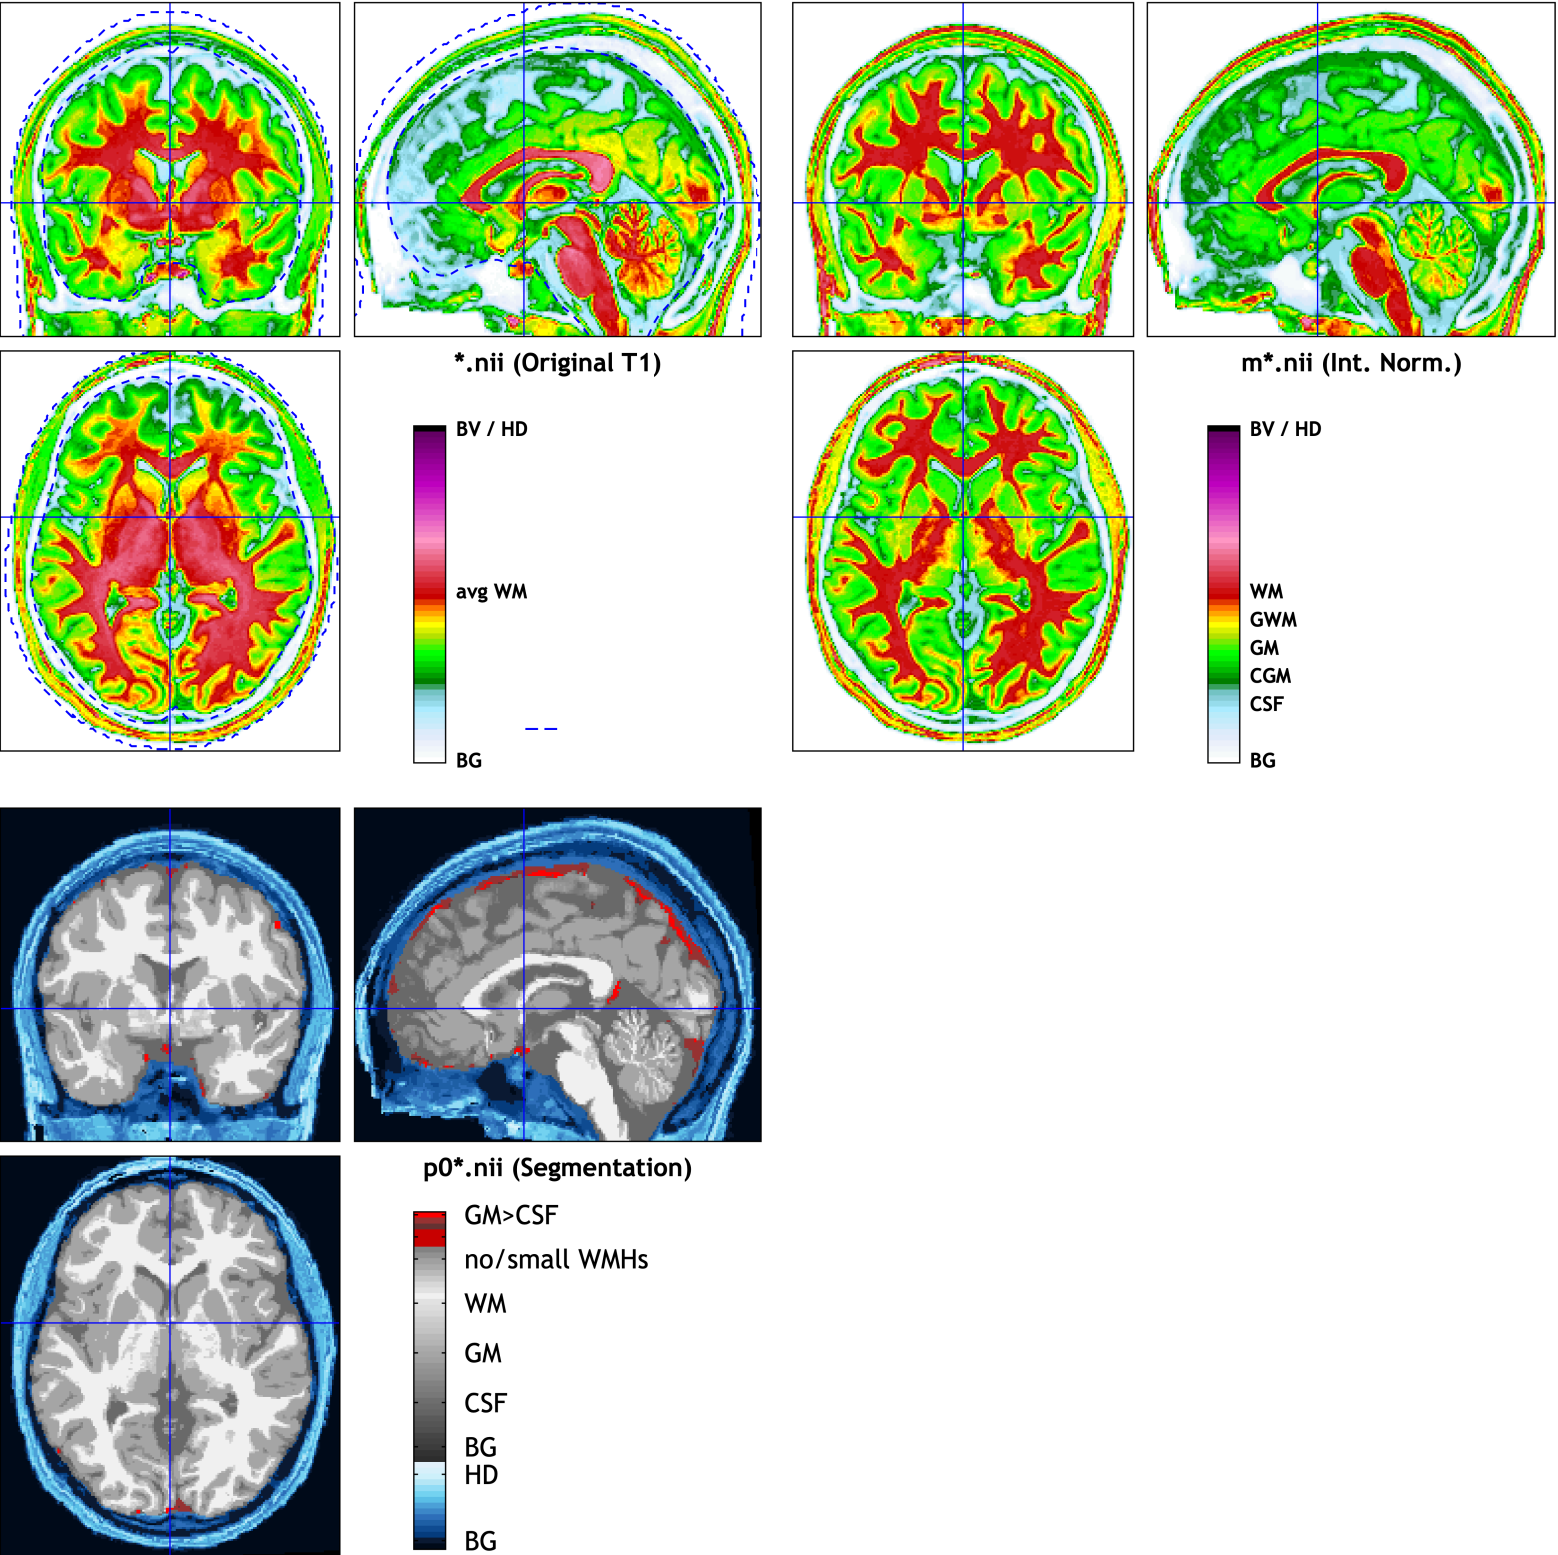 *.nii (Original T1)
BV / HD
avg WM
BG
m*.nii (Int. Norm.)
BV / HD
WM
GWM
GM
CGM
CSF
BG
p0*.nii (Segmentation)
GM>CSF
no/small WMHs
WM
GM
CSF
BG
HD
BG